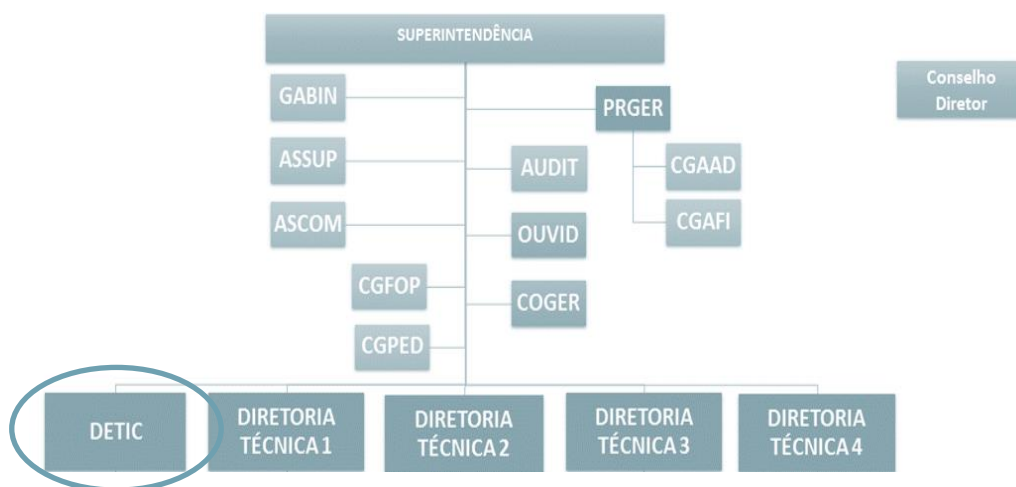 SUPERINTENDÊNCIA
GABIN
Conselho
Diretor
PRGER
ASSUP
AUDIT
CGAAD
ASCOM
OUVID
CGAFI
CGFOP
COGER
CGPED
DETIC
DIRETORIA
TÉCNICA 1
DIRETORIA
TÉCNICA 2
DIRETORIA
TÉCNICA 3
DIRETORIA
TÉCNICA 4